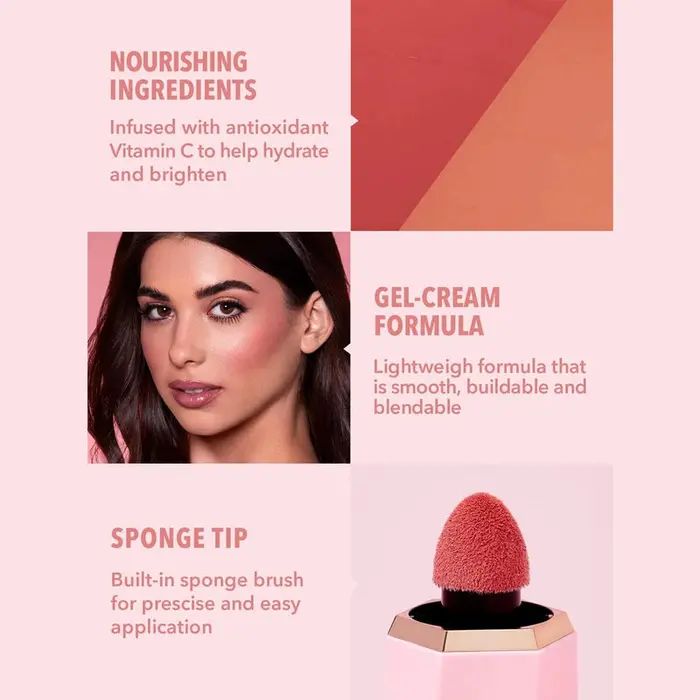 NOURISHING
INGREDIENTS
Infused with antioxidant
Vitamin C to help hydrate
and brighten
GEL-CREAM
FORMULA
Lightweigh formula that
is smooth, buildable and
blendable
SPONGE TIP
Built-in sponge brush
for prescise and easy
application